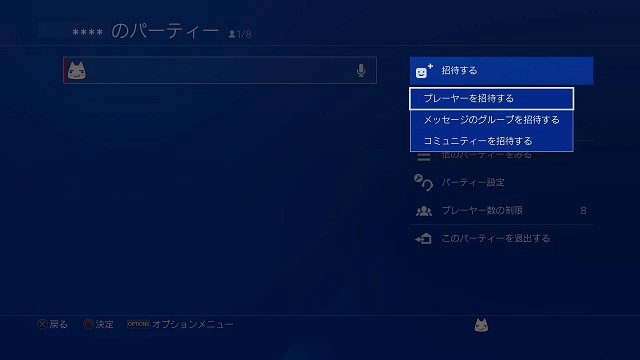 **** のパーティー 1/8
招待する
プレーヤーを招待する
メッセージのグループを招待する
コミュニティーを招待する
他のパーティーをみる
パーティー設定
プレーヤー数の制限 8
このパーティーを退出する
戻る 決定 OPTIONS オプションメニュー